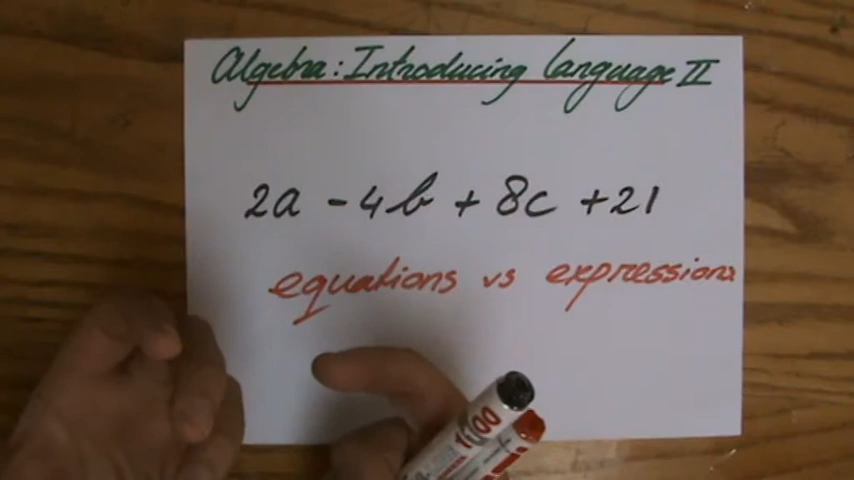 Algebra: Introducing language II
2a - 4b + 8c + 21
equations vs expressions